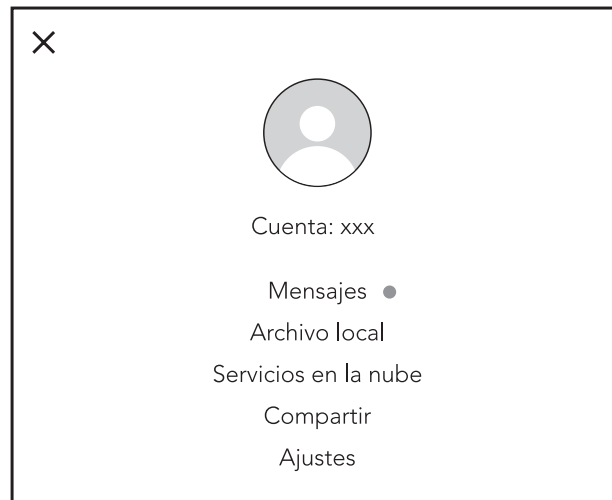 Cuenta: xxx
Mensajes
Archivo local
Servicios en la nube
Compartir
Ajustes